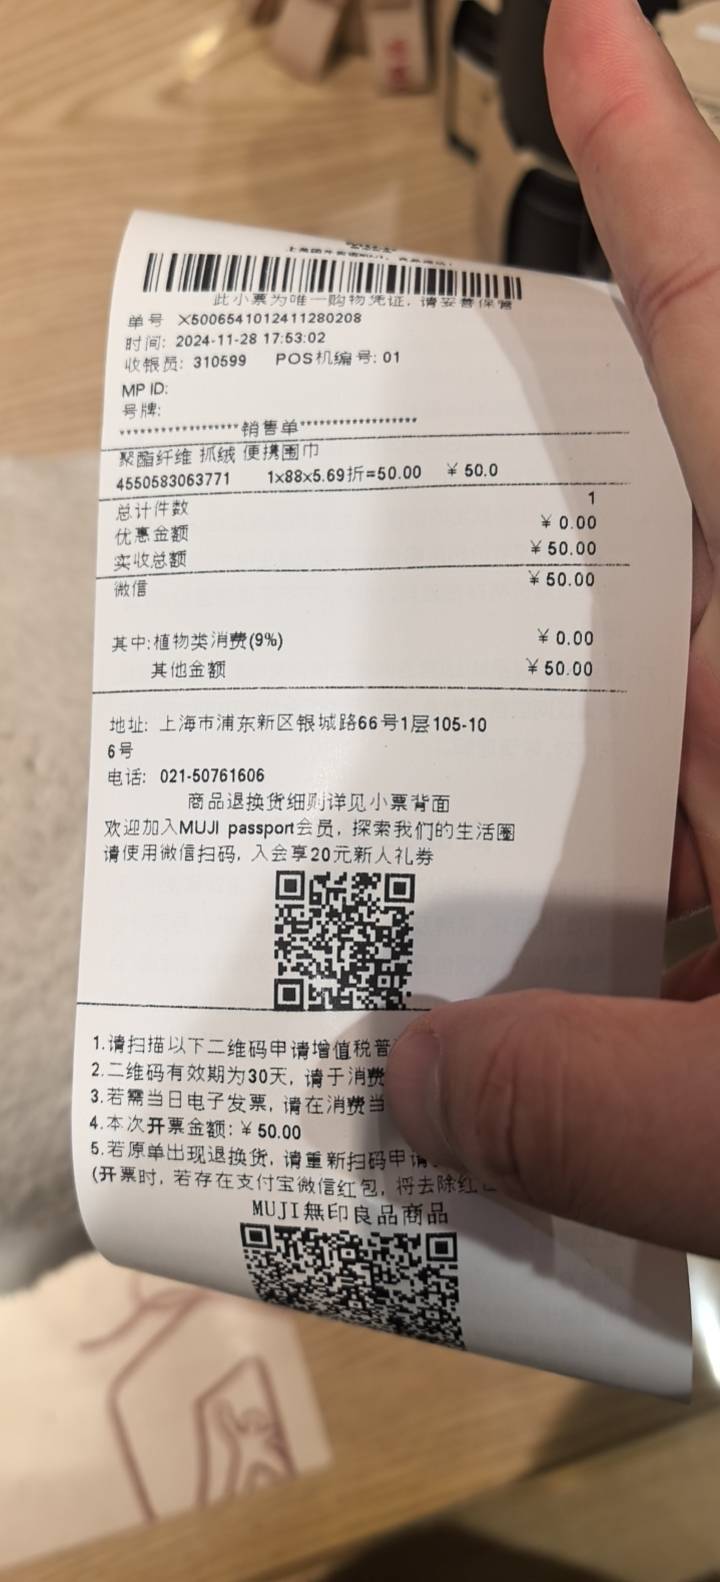 此小票为唯一购物凭证，请妥善保管
单号 X5006541012411280208
时间: 2024-11-28 17:53:02
收银员: 310599 POS机编号: 01
MP ID:
号牌:
******************销售单******************
聚酯纤维 抓绒 便携围巾
4550583063771 1x88x5.69折=50.00 ￥50.0
总计件数 1
优惠金额 ￥0.00
实收总额 ￥50.00
微信 ￥50.00
其中:植物类消费(9%) ￥0.00
其他金额 ￥50.00
地址: 上海市浦东新区银城路66号1层105-10
6号
电话: 021-50761606
商品退换货细则详见小票背面
欢迎加入MUJI passport会员，探索我们的生活圈
请使用微信扫码，入会享20元新人礼券
1.请扫描以下二维码申请增值税普
2.二维码有效期为30天，请于消费
3.若需当日电子发票，请在消费当
4.本次开票金额:￥50.00
5.若原单出现退换货，请重新扫码申请
(开票时，若存在支付宝微信红包，将去除红
MUJI無印良品商品